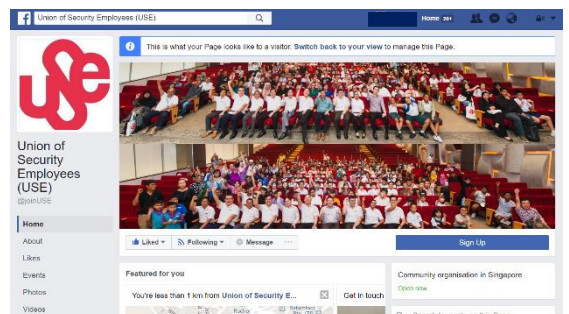 Union of Security Employees (USE)
Home 20+
i This is what your Page looks like to a visitor. Switch back to your view to manage this Page.
use
Union of
Security
Employees
(USE)
@joinUSE
Home
About
Likes
Events
Photos
Videos
Liked
Following
Message
...
Sign Up
Featured for you
You're less than 1 km from Union of Security E...
Get in touch
Community organisation in Singapore
Open now